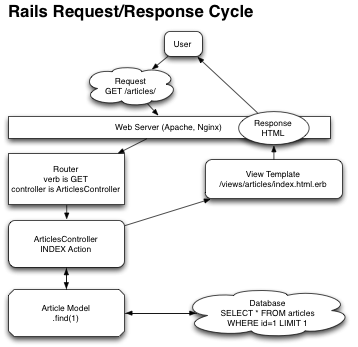 Rails Request/Response Cycle
User
Request
GET /articles/
Web Server (Apache, Nginx)
Response
HTML
Router
verb is GET
controller is ArticlesController
View Template
/views/articles/index.html.erb
ArticlesController
INDEX Action
Article Model
.find(1)
Database
SELECT * FROM articles
WHERE id=1 LIMIT 1